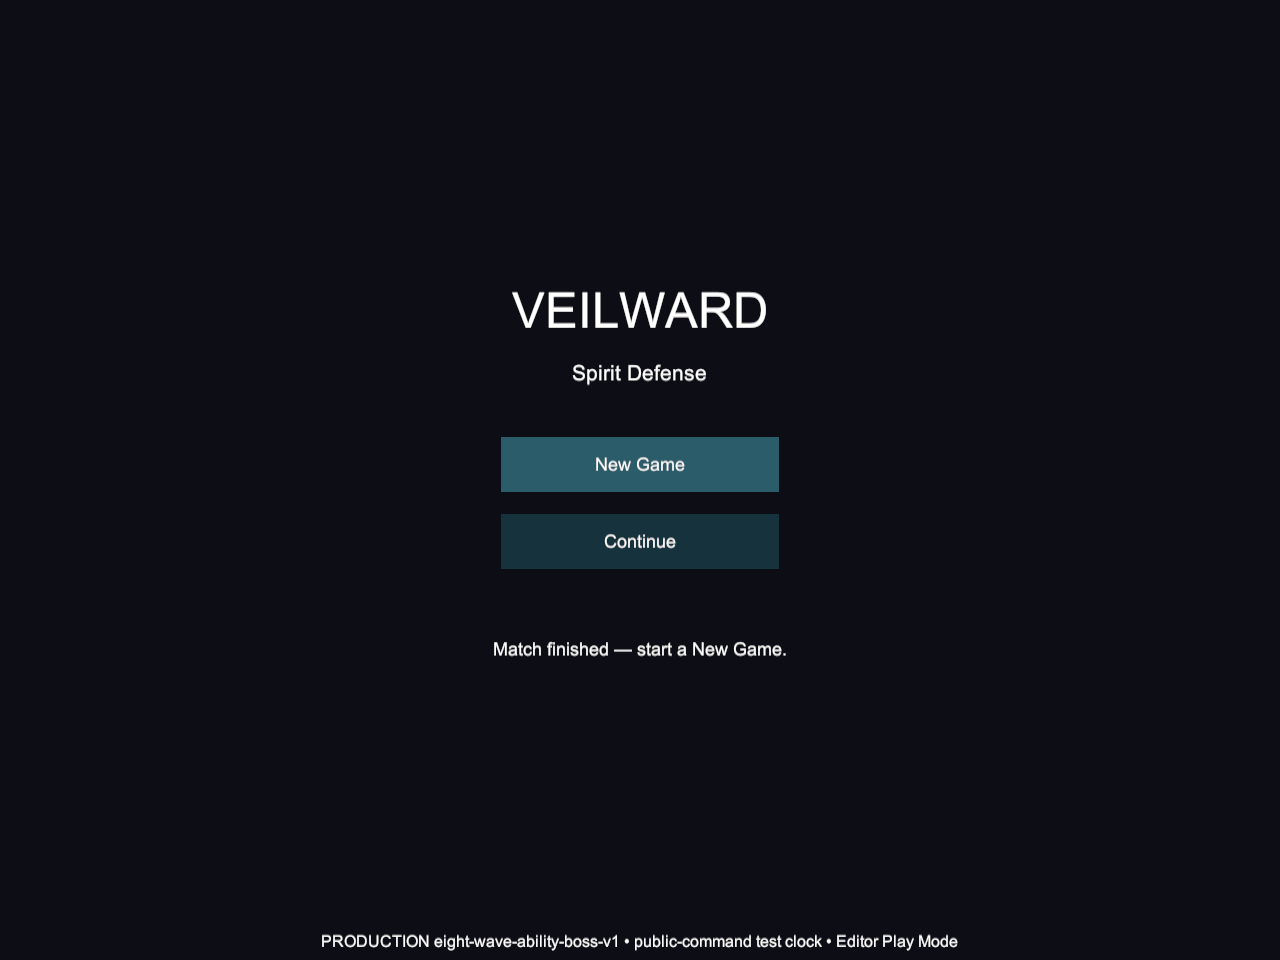 VEILWARD
Spirit Defense
New Game
Continue
Match finished — start a New Game.
PRODUCTION eight-wave-ability-boss-v1 • public-command test clock • Editor Play Mode